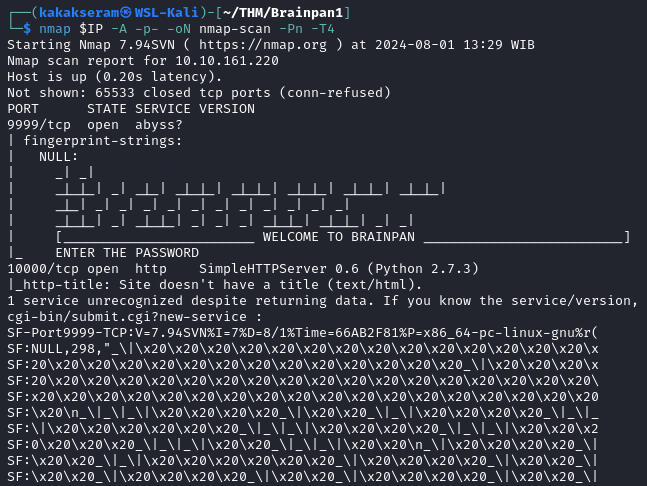 ┌──(kakakseram㉿WSL-Kali)-[~/THM/Brainpan1]
└─$ nmap $IP -A -p- -oN nmap-scan -Pn -T4
Starting Nmap 7.94SVN ( https://nmap.org ) at 2024-08-01 13:29 WIB
Nmap scan report for 10.10.161.220
Host is up (0.20s latency).
Not shown: 65533 closed tcp ports (conn-refused)
PORT      STATE SERVICE VERSION
9999/tcp  open  abyss?
| fingerprint-strings:
|   NULL:
|     _| _|
|     _|_|_| _| _|_| _|_|_| _|_|_| _|_|_| _|_|_| _|_|_|
|     _|_| _| _| _| _| _| _| _| _| _| _|
|     _|_|_| _| _|_|_| _| _| _| _|_|_| _|_|_| _| _|
|     [________________________ WELCOME TO BRAINPAN _________________________]
|_    ENTER THE PASSWORD
10000/tcp open  http    SimpleHTTPServer 0.6 (Python 2.7.3)
|_http-title: Site doesn't have a title (text/html).
1 service unrecognized despite returning data. If you know the service/version,
cgi-bin/submit.cgi?new-service :
SF-Port9999-TCP:V=7.94SVN%I=7%D=8/1%Time=66AB2F81%P=x86_64-pc-linux-gnu%r(
SF:NULL,298,"_\|\x20\x20\x20\x20\x20\x20\x20\x20\x20\x20\x20\x20\x20\x20\x
SF:20\x20\x20\x20\x20\x20\x20\x20\x20\x20\x20\x20\x20_\|\x20\x20\x20\x20\x
SF:20\x20\x20\x20\x20\x20\x20\x20\x20\x20\x20\x20\x20\x20\x20\x20\x20\x20\
SF:x20\x20\x20\x20\x20\x20\x20\x20\x20\x20\x20\x20\x20\x20\x20\x20\x20\x20
SF:\x20\n_\|_\|_\|\x20\x20\x20\x20_\|\x20\x20_\|_\|\x20\x20\x20\x20_\|_\|_
SF:\|\x20\x20\x20\x20\x20\x20_\|_\|_\|\x20\x20\x20\x20_\|_\|_\|\x20\x20\x2
SF:0\x20\x20\x20_\|_\|_\|\x20\x20_\|_\|_\|\x20\x20\x20\n_\|\x20\x20\x20\x20_\|
SF:\x20\x20_\|_\|\x20\x20\x20\x20\x20\x20_\|\x20\x20\x20\x20_\|\x20\x20_\|
SF:\x20\x20\x20\x20_\|\x20\x20_\|\x20\x20\x20\x20_\|\x20\x20_\|\x20\x20_\|